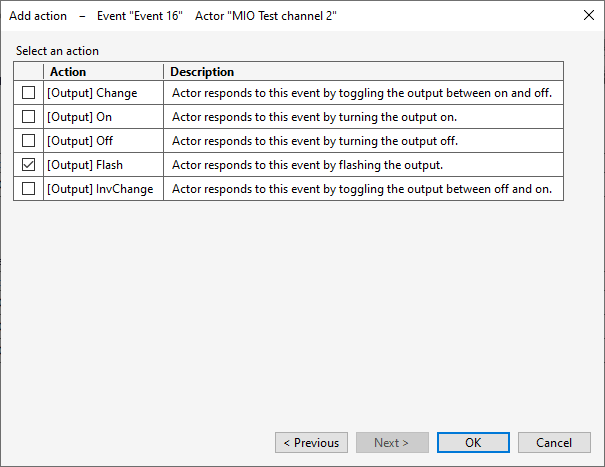 Add action – Event "Event 16" Actor "MIO Test channel 2"
Select an action
Action Description
[Output] Change Actor responds to this event by toggling the output between on and off.
[Output] On Actor responds to this event by turning the output on.
[Output] Off Actor responds to this event by turning the output off.
[Output] Flash Actor responds to this event by flashing the output.
[Output] InvChange Actor responds to this event by toggling the output between off and on.
< Previous Next > OK Cancel